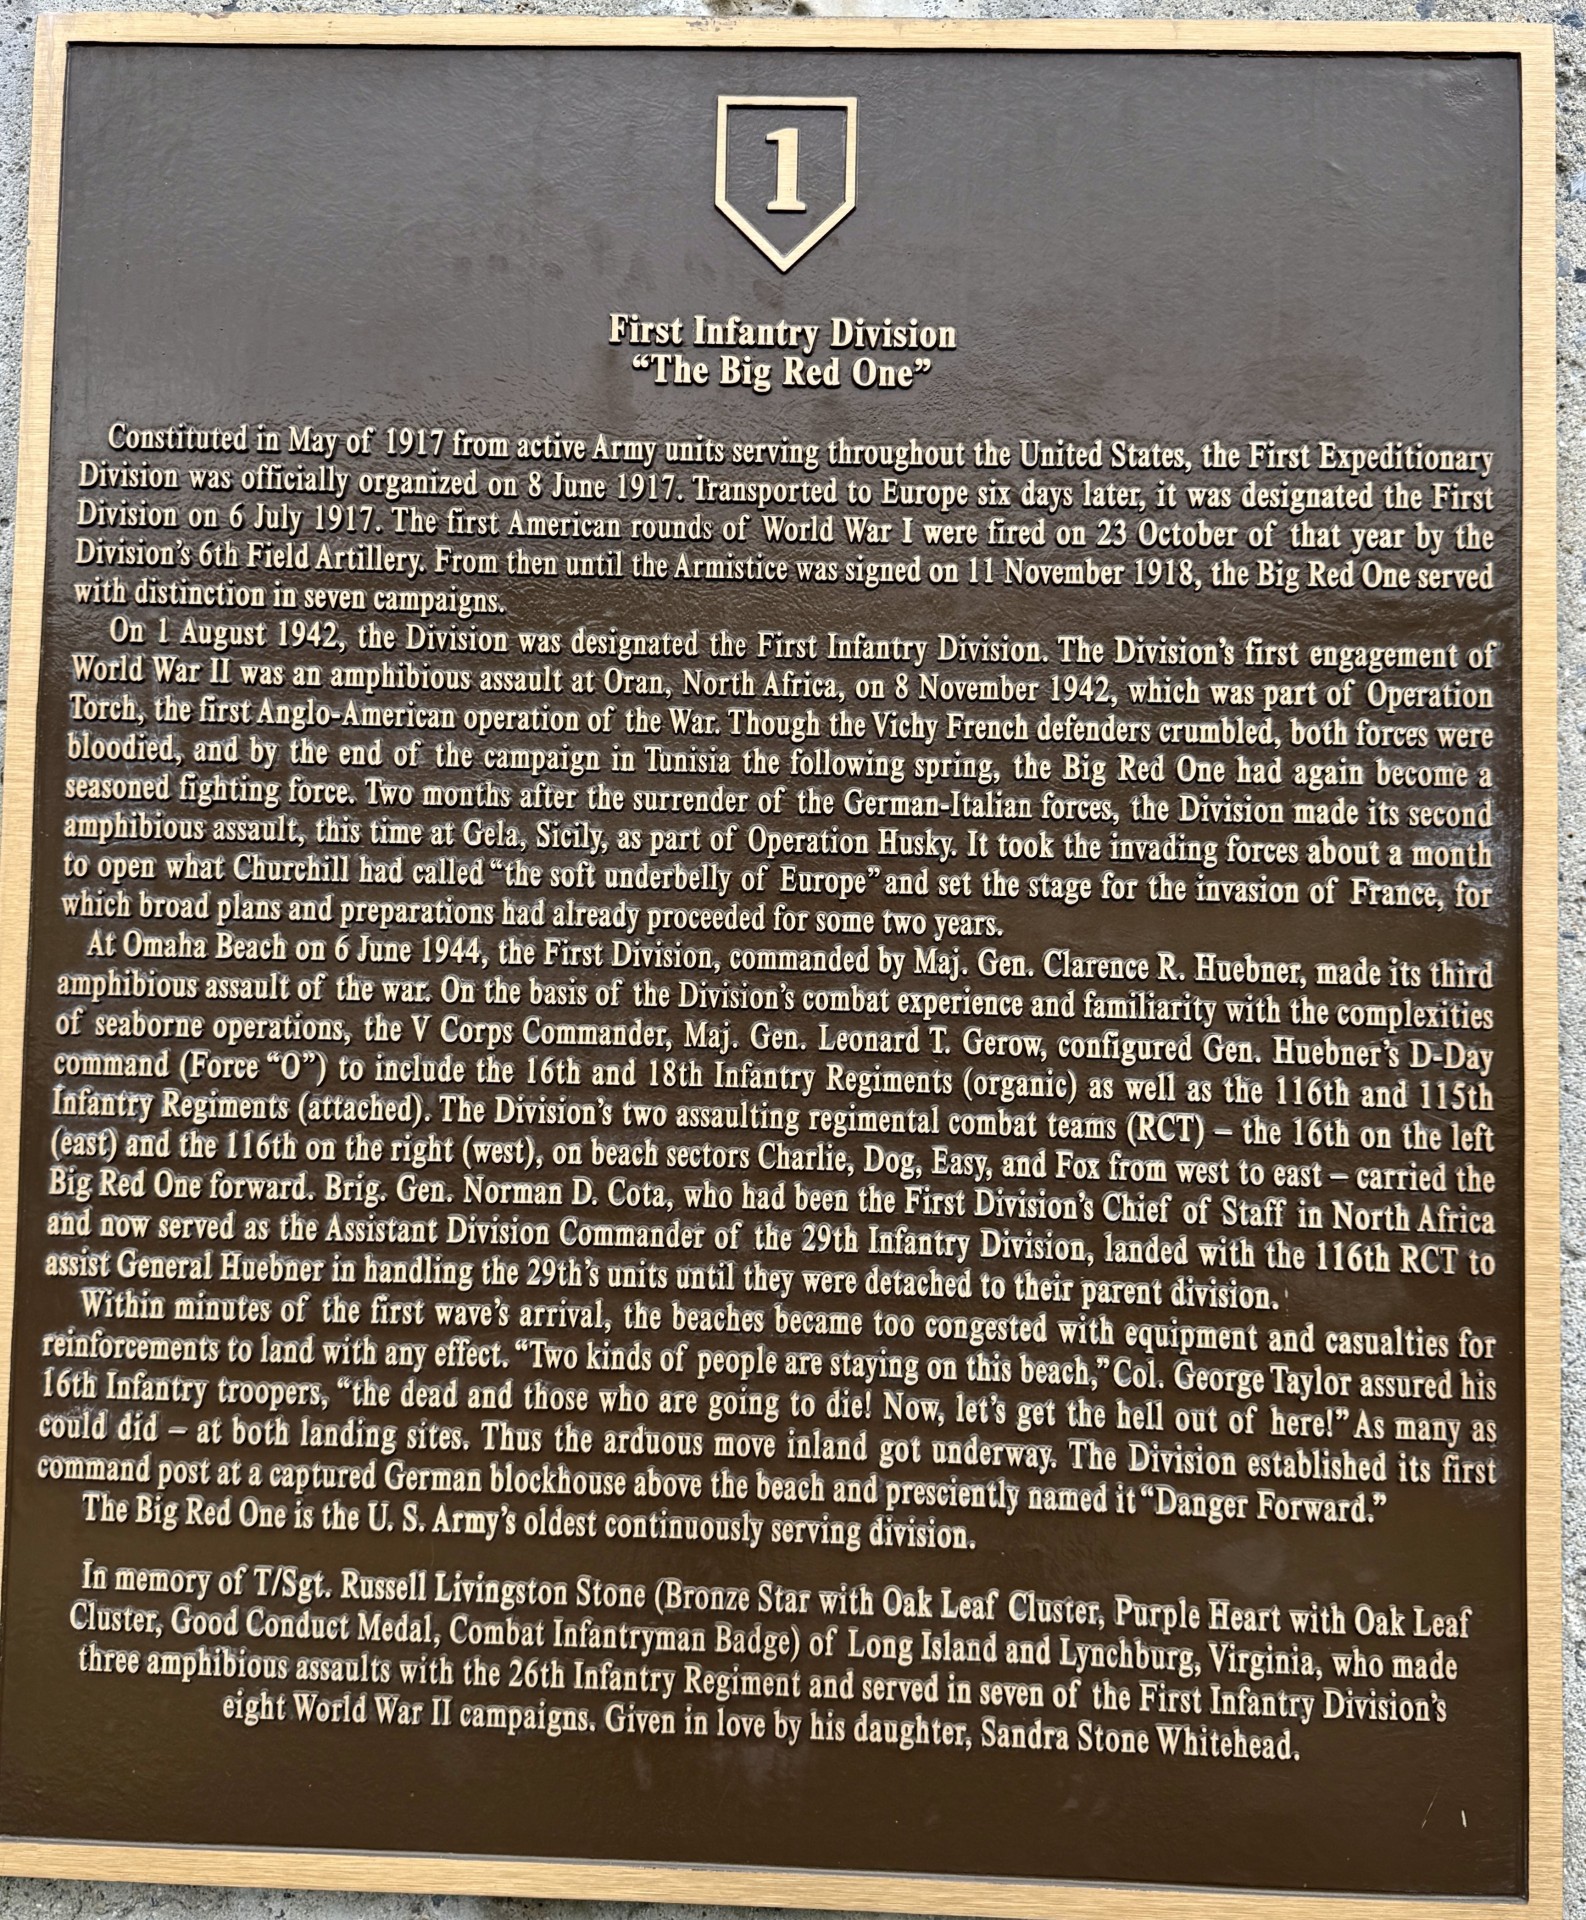 1
First Infantry Division
“The Big Red One”
Constituted in May of 1917 from active Army units serving throughout the United States, the First Expeditionary
Division was officially organized on 8 June 1917. Transported to Europe six days later, it was designated the First
Division on 6 July 1917. The first American rounds of World War I were fired on 23 October of that year by the
Division’s 6th Field Artillery. From then until the Armistice was signed on 11 November 1918, the Big Red One served
with distinction in seven campaigns.
On 1 August 1942, the Division was designated the First Infantry Division. The Division’s first engagement of
World War II was an amphibious assault at Oran, North Africa, on 8 November 1942, which was part of Operation
Torch, the first Anglo-American operation of the War. Though the Vichy French defenders crumbled, both forces were
bloodied, and by the end of the campaign in Tunisia the following spring, the Big Red One had again become a
seasoned fighting force. Two months after the surrender of the German-Italian forces, the Division made its second
amphibious assault, this time at Gela, Sicily, as part of Operation Husky. It took the invading forces about a month
to open what Churchill had called “the soft underbelly of Europe” and set the stage for the invasion of France, for
which broad plans and preparations had already proceeded for some two years.
At Omaha Beach on 6 June 1944, the First Division, commanded by Maj. Gen. Clarence R. Huebner, made its third
amphibious assault of the war. On the basis of the Division’s combat experience and familiarity with the complexities
of seaborne operations, the V Corps Commander, Maj. Gen. Leonard T. Gerow, configured Gen. Huebner’s D-Day
command (Force “O”) to include the 16th and 18th Infantry Regiments (organic) as well as the 116th and 115th
Infantry Regiments (attached). The Division’s two assaulting regimental combat teams (RCT) – the 16th on the left
(east) and the 116th on the right (west), on beach sectors Charlie, Dog, Easy, and Fox from west to east – carried the
Big Red One forward. Brig. Gen. Norman D. Cota, who had been the First Division’s Chief of Staff in North Africa
and now served as the Assistant Division Commander of the 29th Infantry Division, landed with the 116th RCT to
assist General Huebner in handling the 29th’s units until they were detached to their parent division.
Within minutes of the first wave’s arrival, the beaches became too congested with equipment and casualties for
reinforcements to land with any effect. “Two kinds of people are staying on this beach,” Col. George Taylor assured his
16th Infantry troopers, “the dead and those who are going to die! Now, let’s get the hell out of here!” As many as
could did – at both landing sites. Thus the arduous move inland got underway. The Division established its first
command post at a captured German blockhouse above the beach and presciently named it “Danger Forward.”
The Big Red One is the U. S. Army’s oldest continuously serving division.
In memory of T/Sgt. Russell Livingston Stone (Bronze Star with Oak Leaf Cluster, Purple Heart with Oak Leaf
Cluster, Good Conduct Medal, Combat Infantryman Badge) of Long Island and Lynchburg, Virginia, who made
three amphibious assaults with the 26th Infantry Regiment and served in seven of the First Infantry Division’s
eight World War II campaigns. Given in love by his daughter, Sandra Stone Whitehead.